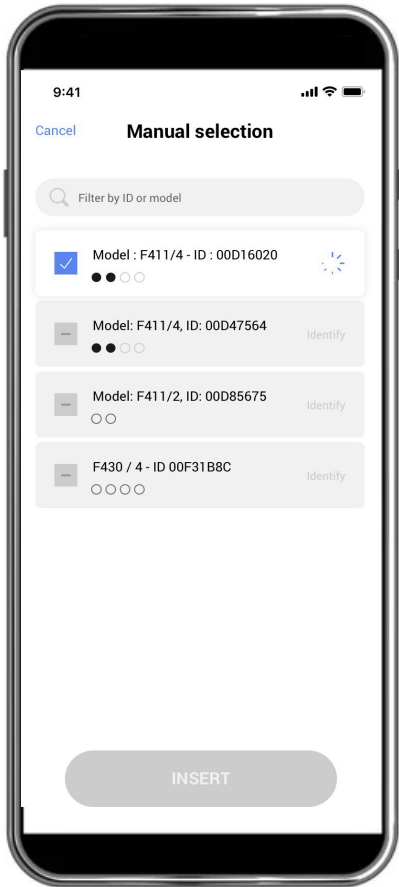 9:41
Cancel
Manual selection
Filter by ID or model
Model : F411/4 - ID : 00D16020
Model: F411/4, ID: 00D47564
Identify
Model: F411/2, ID: 00D85675
Identify
F430 / 4 - ID 00F31B8C
Identify
INSERT